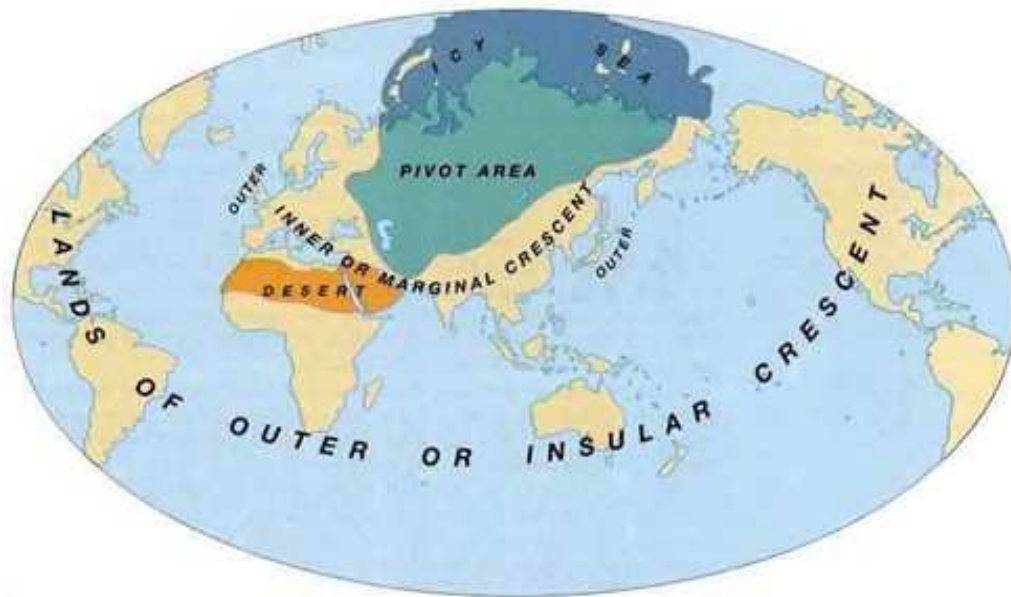 ICY SEA
PIVOT AREA
OUTER
INNER OR MARGINAL CRESCENT
OUTER
DESERT
LANDS OF OUTER OR INSULAR CRESCENT